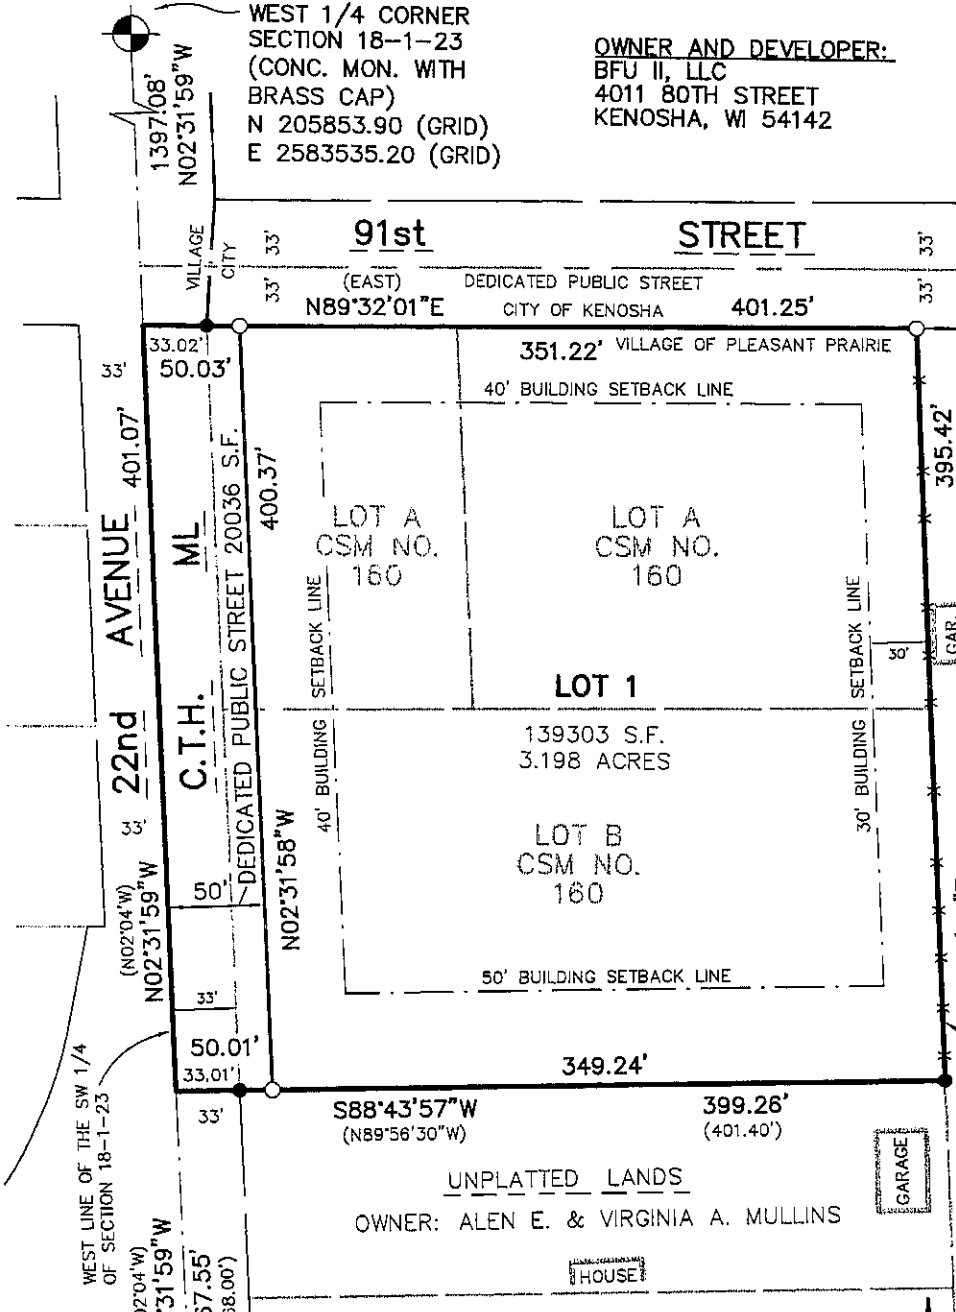 WEST 1/4 CORNER
SECTION 18-1-23
(CONC. MON. WITH
BRASS CAP)
N 205853.90 (GRID)
E 2583535.20 (GRID)
OWNER AND DEVELOPER:
BFU II, LLC
4011 80TH STREET
KENOSHA, WI 54142
1397.08'
N02°31'59"W
VILLAGE
CITY
33'
33'
91st STREET
33'
33'
(EAST)
N89°32'01"E
DEDICATED PUBLIC STREET
CITY OF KENOSHA
401.25'
33.02'
50.03'
351.22'
VILLAGE OF PLEASANT PRAIRIE
33'
401.07'
40' BUILDING SETBACK LINE
395.42'
400.37'
LOT A
CSM NO.
160
LOT A
CSM NO.
160
22nd AVENUE
C.T.H. ML
DEDICATED PUBLIC STREET 20036 S.F.
40' BUILDING SETBACK LINE
30' BUILDING SETBACK LINE
30'
GAR.
LOT 1
139303 S.F.
3.198 ACRES
33'
LOT B
CSM NO.
160
N02°31'58"W
50'
(N02°04'W)
N02°31'59"W
50' BUILDING SETBACK LINE
33'
50.01'
33.01'
349.24'
33'
S88°43'57"W
(N89°56'30"W)
399.26'
(401.40')
WEST LINE OF THE SW 1/4
OF SECTION 18-1-23
UNPLATTED LANDS
OWNER: ALEN E. & VIRGINIA A. MULLINS
GARAGE
HOUSE
02°04'W)
31'59"W
67.55'
68.00')